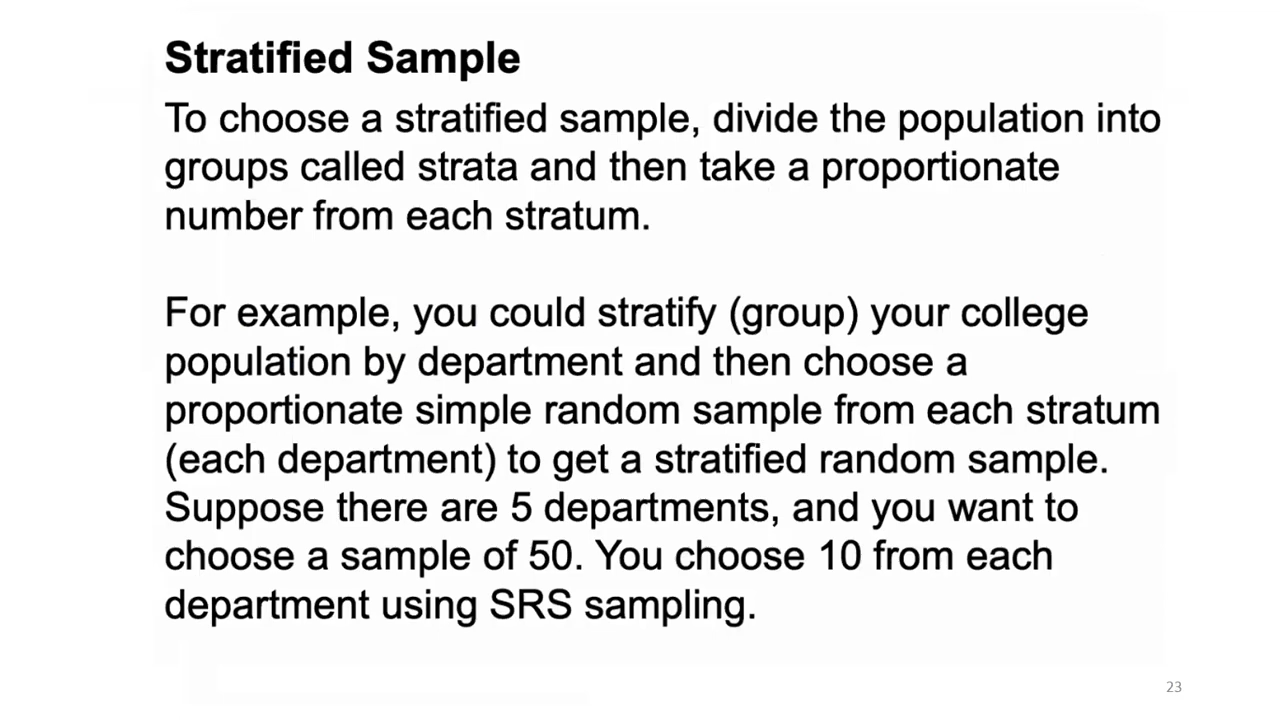 Stratified Sample
To choose a stratified sample, divide the population into
groups called strata and then take a proportionate
number from each stratum.
For example, you could stratify (group) your college
population by department and then choose a
proportionate simple random sample from each stratum
(each department) to get a stratified random sample.
Suppose there are 5 departments, and you want to
choose a sample of 50. You choose 10 from each
department using SRS sampling.
23